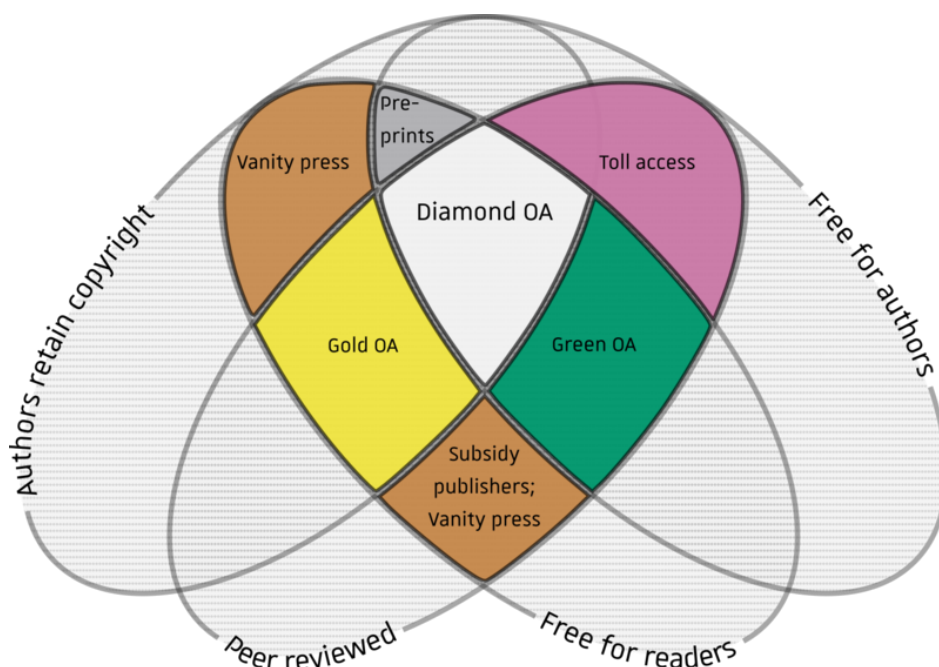 Pre-
prints
Vanity press
Toll access
Diamond OA
Gold OA
Green OA
Subsidy
publishers;
Vanity press
Authors retain copyright
Free for authors
Peer reviewed
Free for readers